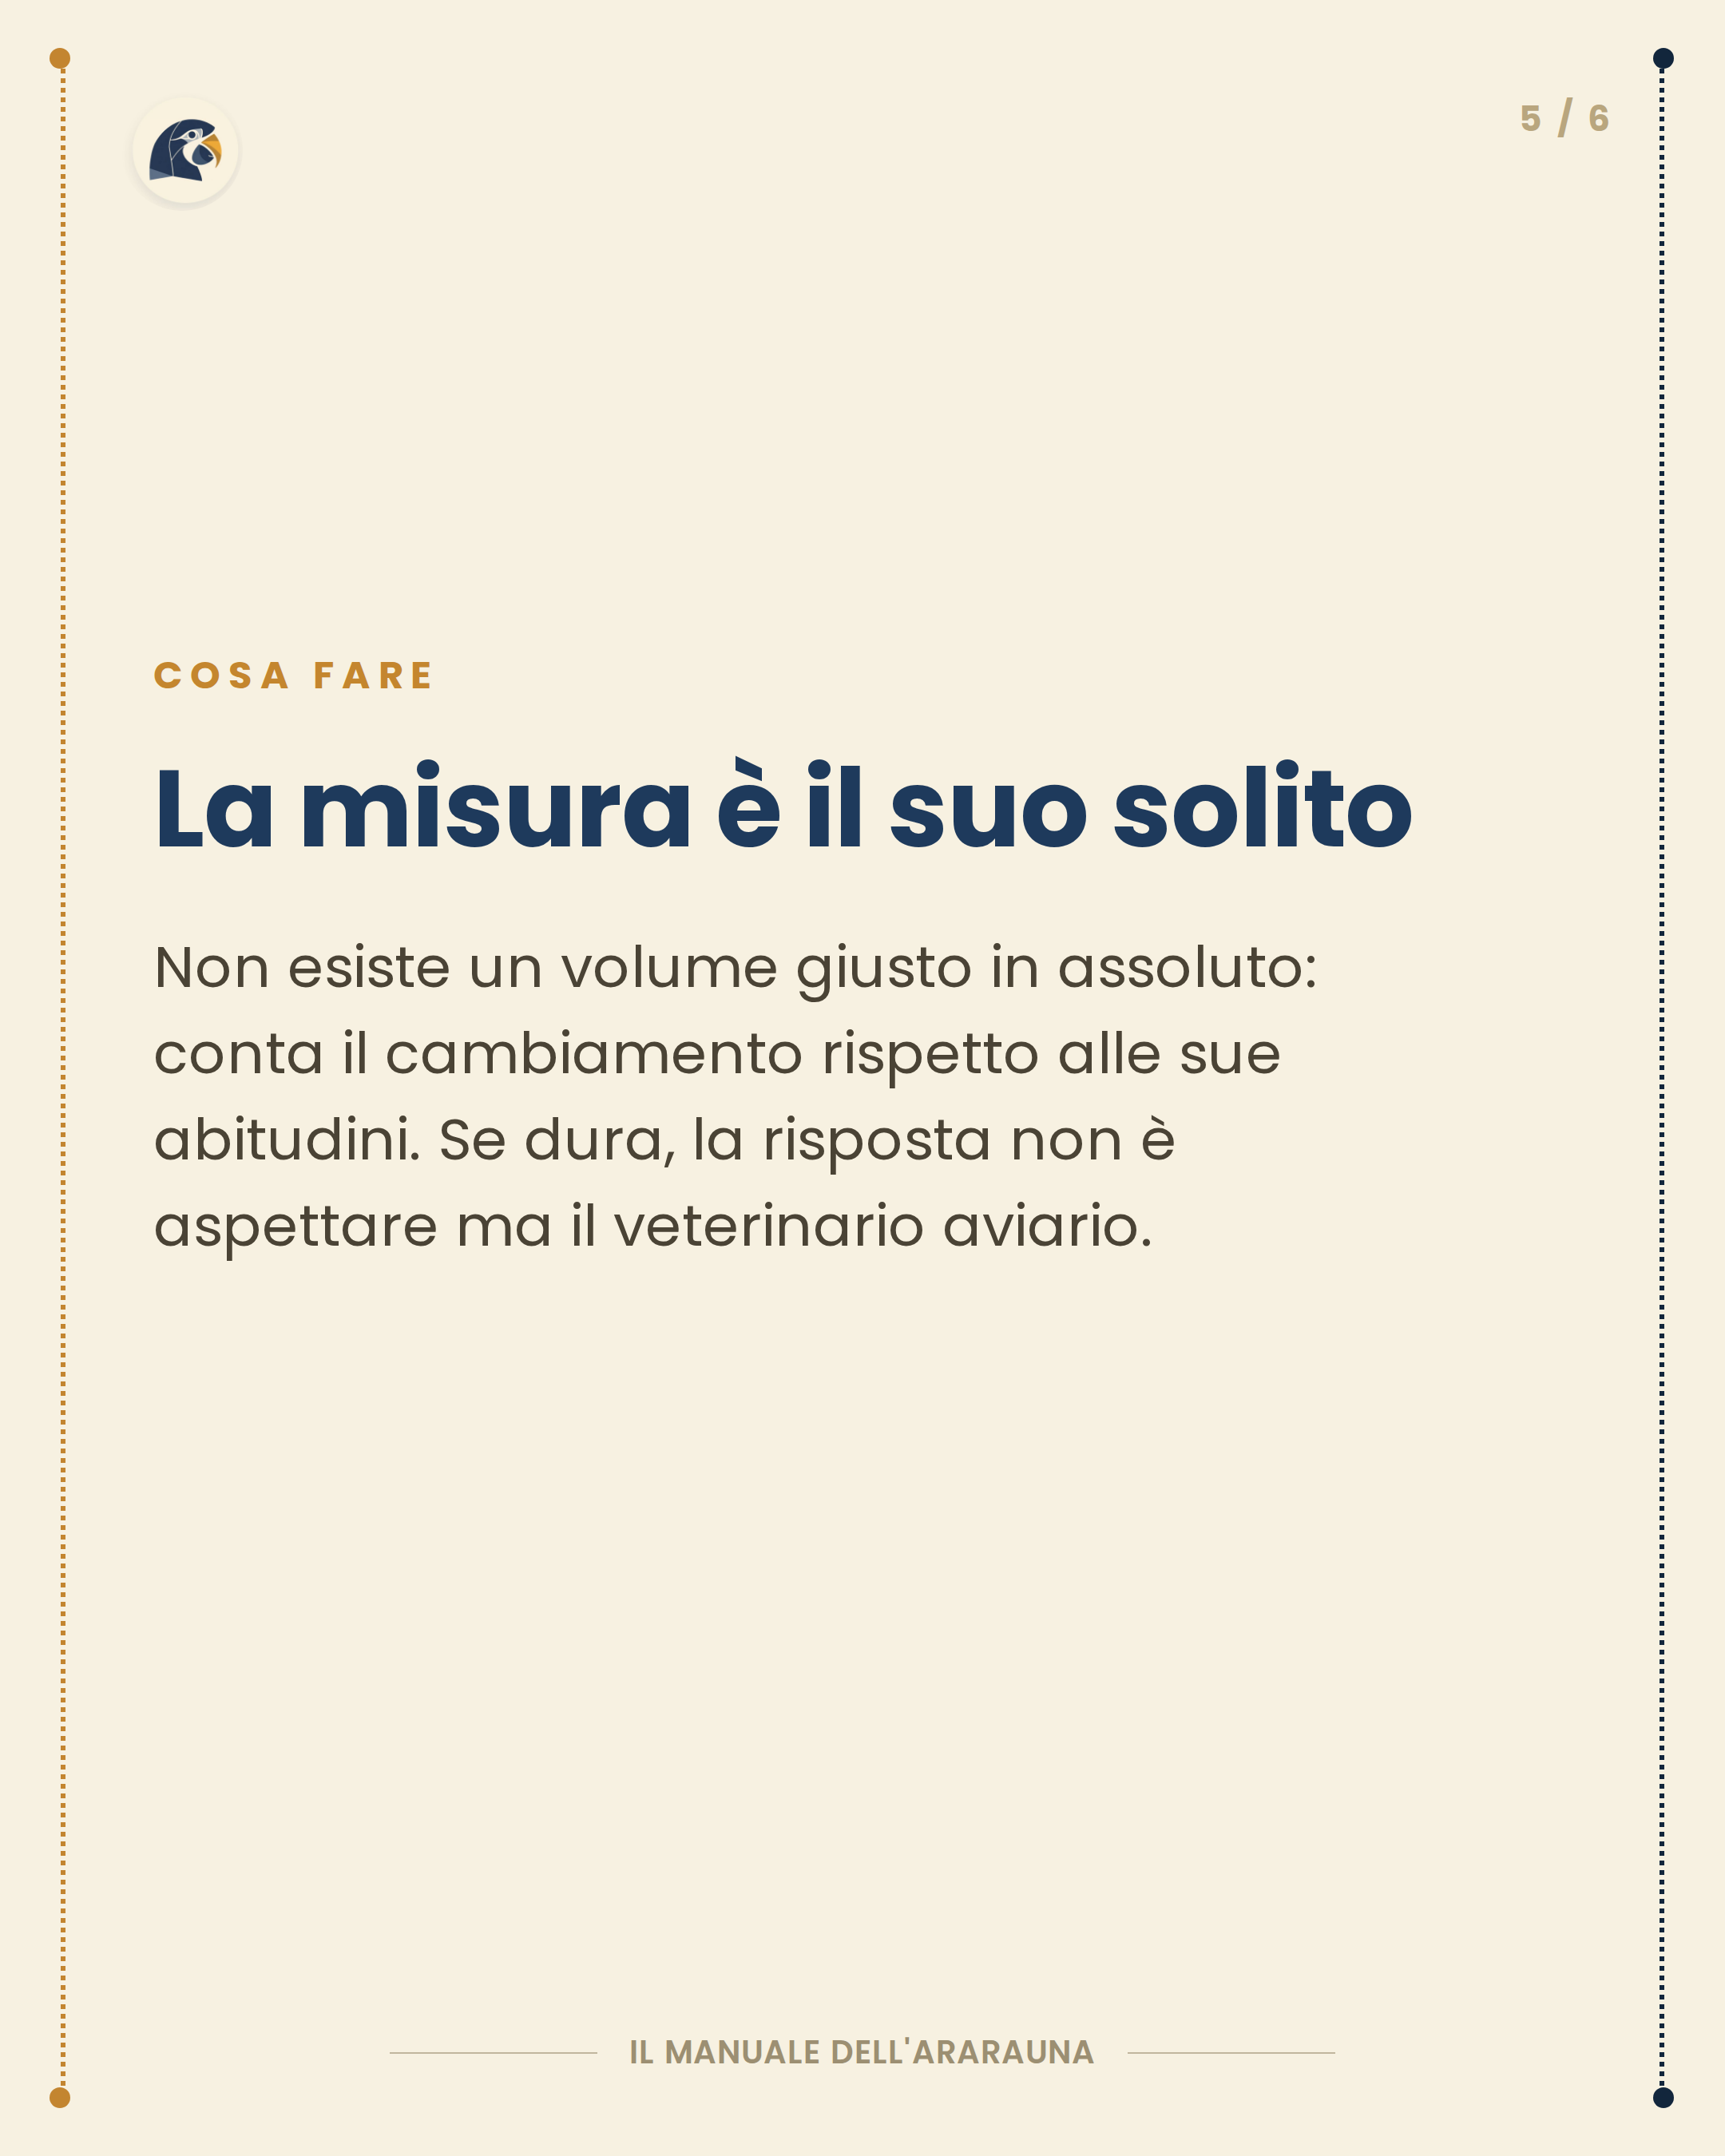 5 / 6
COSA FARE
La misura è il suo solito
Non esiste un volume giusto in assoluto:
conta il cambiamento rispetto alle sue
abitudini. Se dura, la risposta non è
aspettare ma il veterinario aviario.
IL MANUALE DELL'ARARAUNA